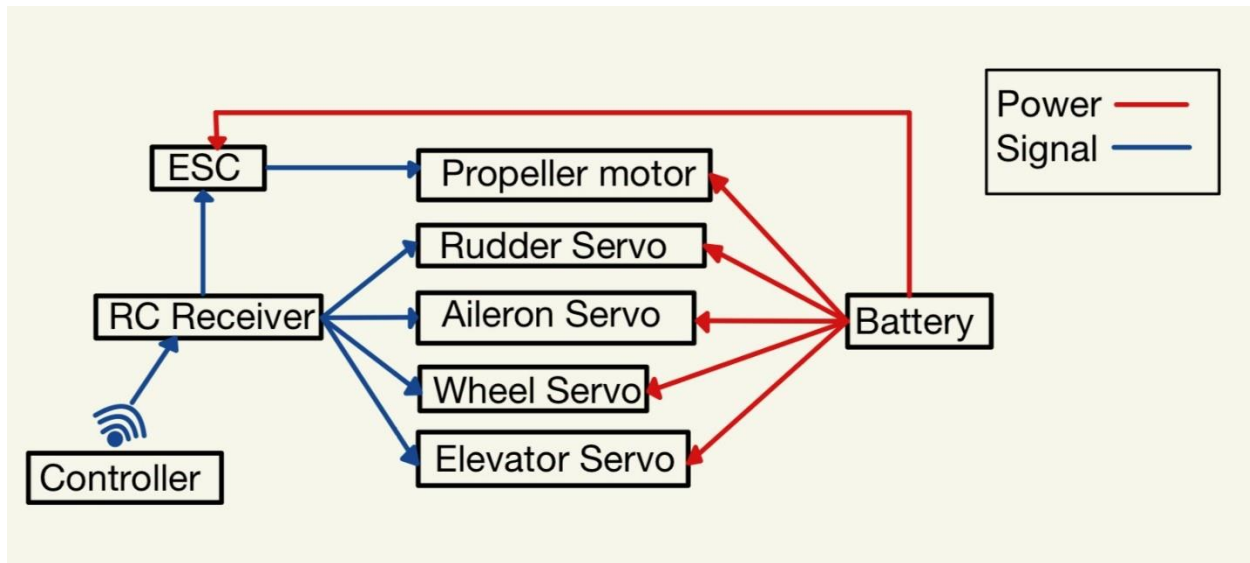 Power
Signal
ESC
Propeller motor
Rudder Servo
RC Receiver
Aileron Servo
Battery
Wheel Servo
Elevator Servo
Controller